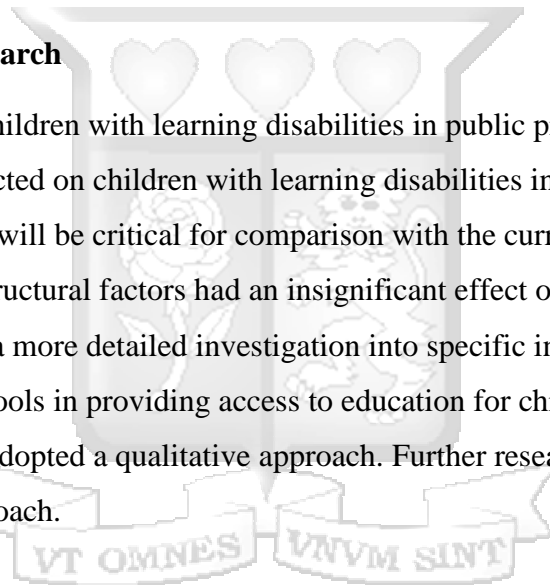 arch
hildren with learning disabilities in public p
cted on children with learning disabilities in
will be critical for comparison with the curr
ructural factors had an insignificant effect o
a more detailed investigation into specific in
ools in providing access to education for chi
dopted a qualitative approach. Further resea
oach.
VT OMNES VNVM SINT